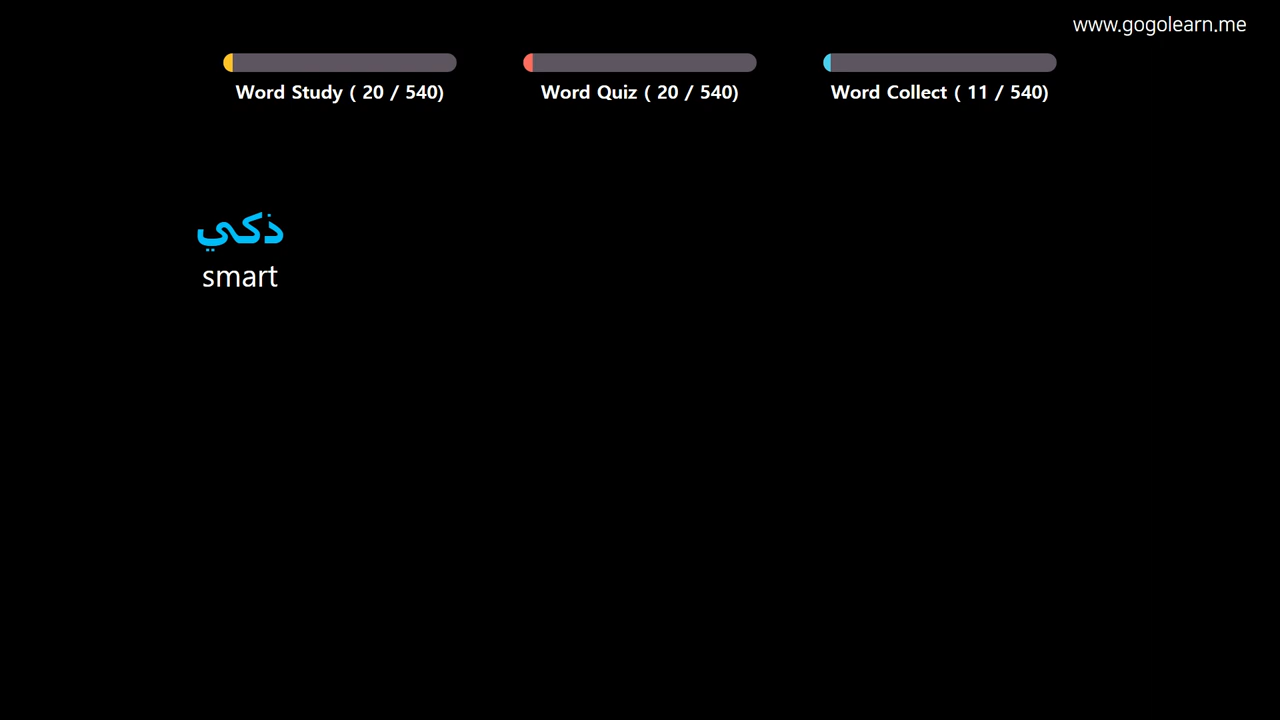 www.gogolearn.me
Word Study ( 20 / 540)
Word Quiz ( 20 / 540)
Word Collect ( 11 / 540)
ذكي
smart